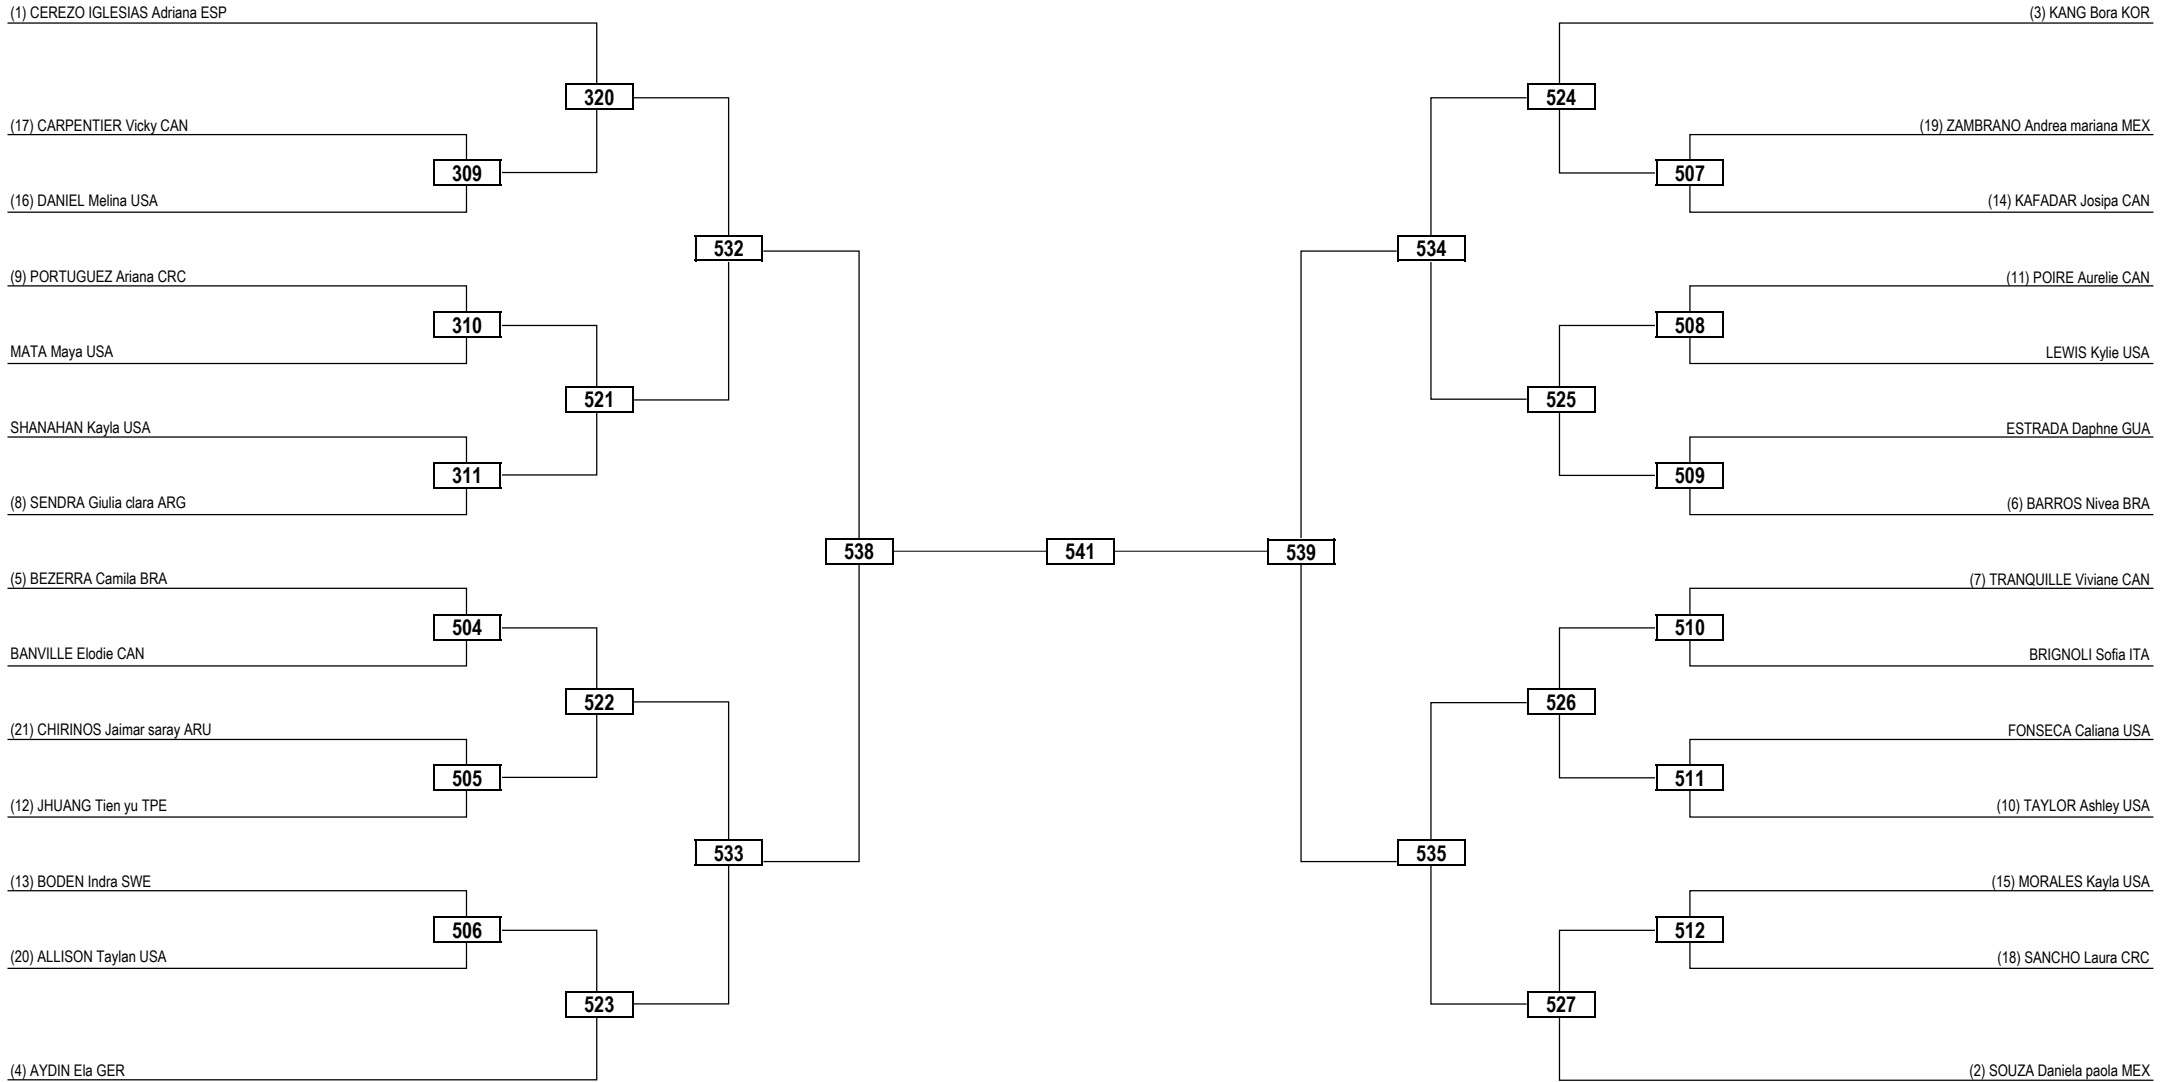 (1) CEREZO IGLESIAS Adriana ESP
320
(17) CARPENTIER Vicky CAN
309
(16) DANIEL Melina USA
532
(9) PORTUGUEZ Ariana CRC
310
MATA Maya USA
521
SHANAHAN Kayla USA
311
(8) SENDRA Giulia clara ARG
538
(5) BEZERRA Camila BRA
504
BANVILLE Elodie CAN
522
(21) CHIRINOS Jaimar saray ARU
505
(12) JHUANG Tien yu TPE
533
(13) BODEN Indra SWE
506
(20) ALLISON Taylan USA
523
(4) AYDIN Ela GER
541
(3) KANG Bora KOR
524
(19) ZAMBRANO Andrea mariana MEX
507
(14) KAFADAR Josipa CAN
534
(11) POIRE Aurelie CAN
508
LEWIS Kylie USA
525
ESTRADA Daphne GUA
509
(6) BARROS Nivea BRA
539
(7) TRANQUILLE Viviane CAN
510
BRIGNOLI Sofia ITA
526
FONSECA Caliana USA
511
(10) TAYLOR Ashley USA
535
(15) MORALES Kayla USA
512
(18) SANCHO Laura CRC
527
(2) SOUZA Daniela paola MEX